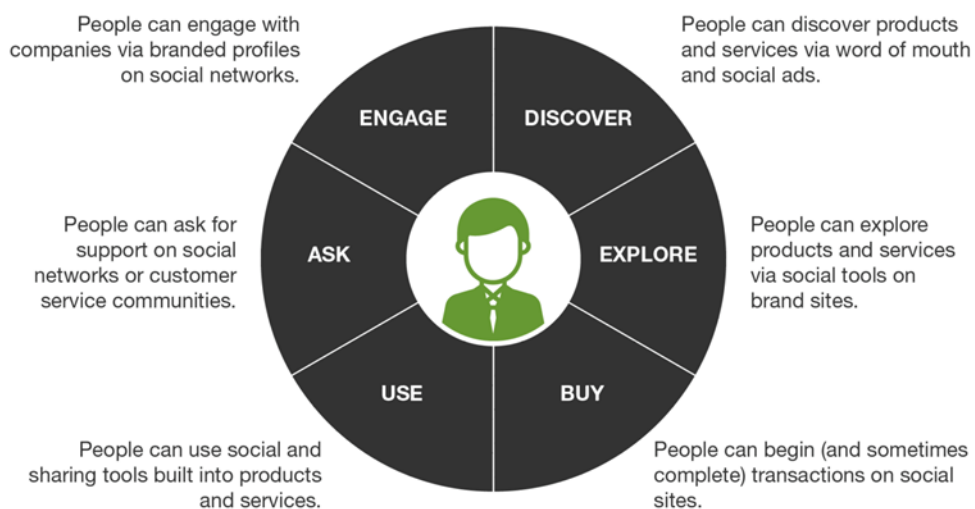 People can engage with
companies via branded profiles
on social networks.
People can discover products
and services via word of mouth
and social ads.
ENGAGE
DISCOVER
People can ask for
support on social
networks or customer
service communities.
ASK
EXPLORE
People can explore
products and services
via social tools on
brand sites.
USE
BUY
People can use social and
sharing tools built into products
and services.
People can begin (and sometimes
complete) transactions on social
sites.